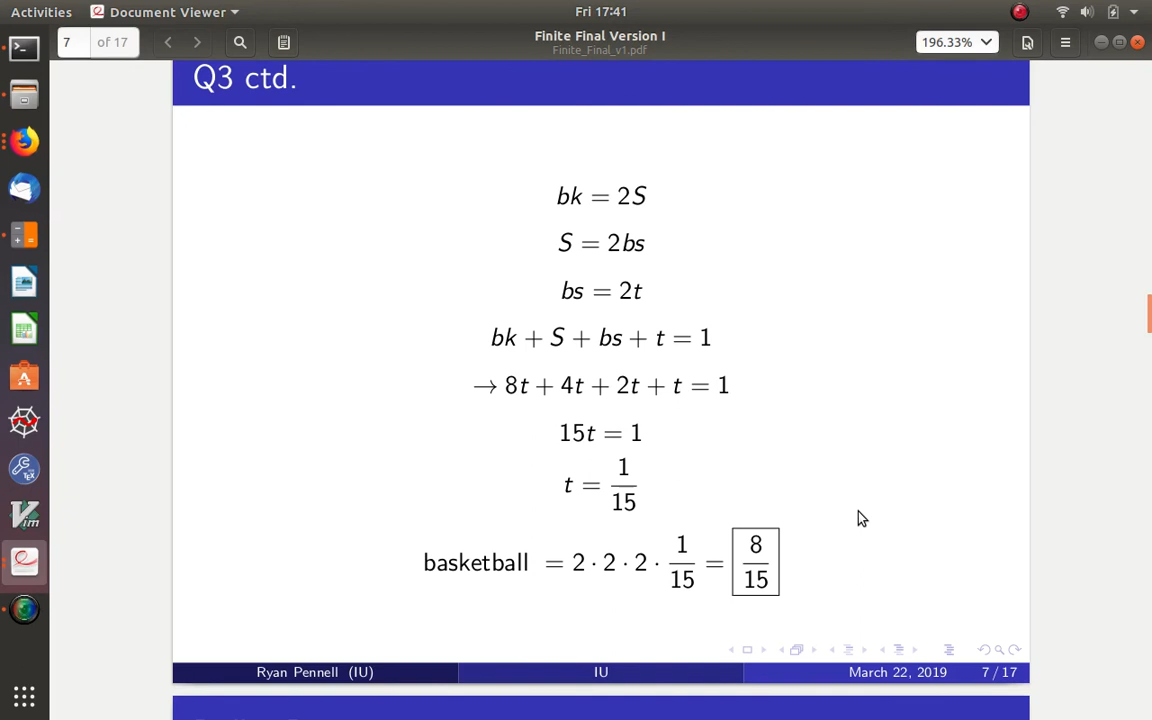 Activities Document Viewer Fri 17:41
7 of 17 Finite Final Version I 196.33%
Finite_Final_v1.pdf
Q3 ctd.
bk = 2S
S = 2bs
bs = 2t
bk + S + bs + t = 1
→ 8t + 4t + 2t + t = 1
15t = 1
t = 1/15
basketball = 2 · 2 · 2 · 1/15 = 8/15
Ryan Pennell (IU) IU March 22, 2019 7 / 17